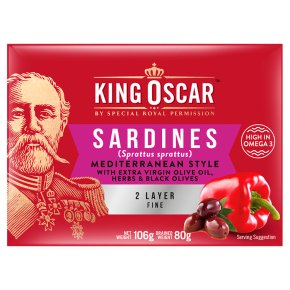 KING OSCAR™
BY SPECIAL ROYAL PERMISSION
SARDINES
(Sprattus sprattus)
MEDITERRANEAN STYLE
WITH EXTRA VIRGIN OLIVE OIL,
HERBS & BLACK OLIVES
HIGH IN
OMEGA 3
2 LAYER
FINE
NET WEIGHT 106g DRAINED WEIGHT 80g
Serving Suggestion